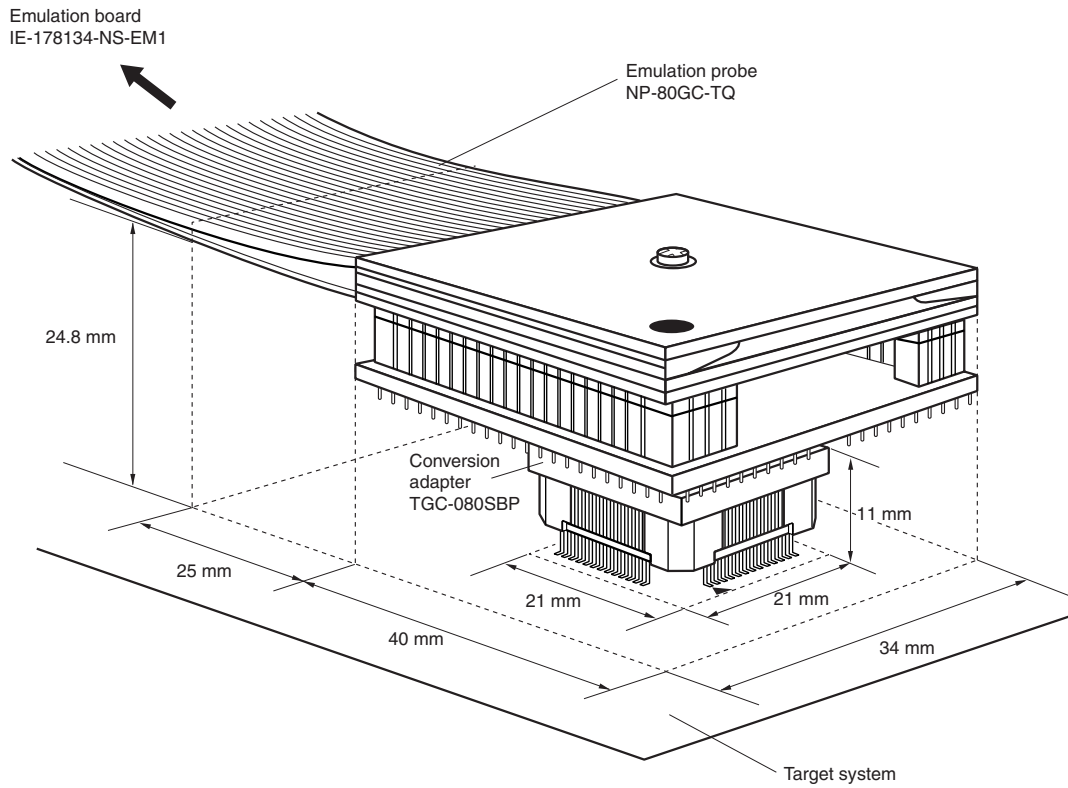 Emulation board
IE-178134-NS-EM1
Emulation probe
NP-80GC-TQ
24.8 mm
Conversion
adapter
TGC-080SBP
11 mm
25 mm
21 mm
21 mm
40 mm
34 mm
Target system